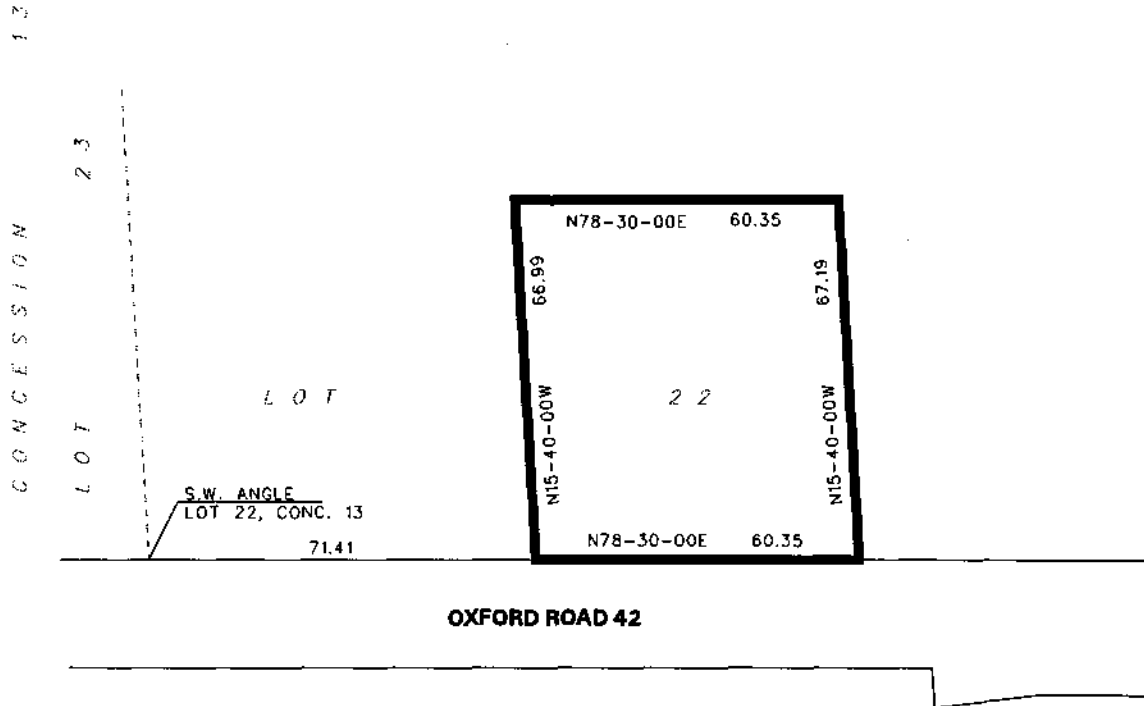 CONCESSION 13
LOT 23
N78-30-00E 60.35
66.99
67.19
LOT 22
N15-40-00W
N15-40-00W
S.W. ANGLE
LOT 22, CONC. 13
71.41
N78-30-00E 60.35
OXFORD ROAD 42